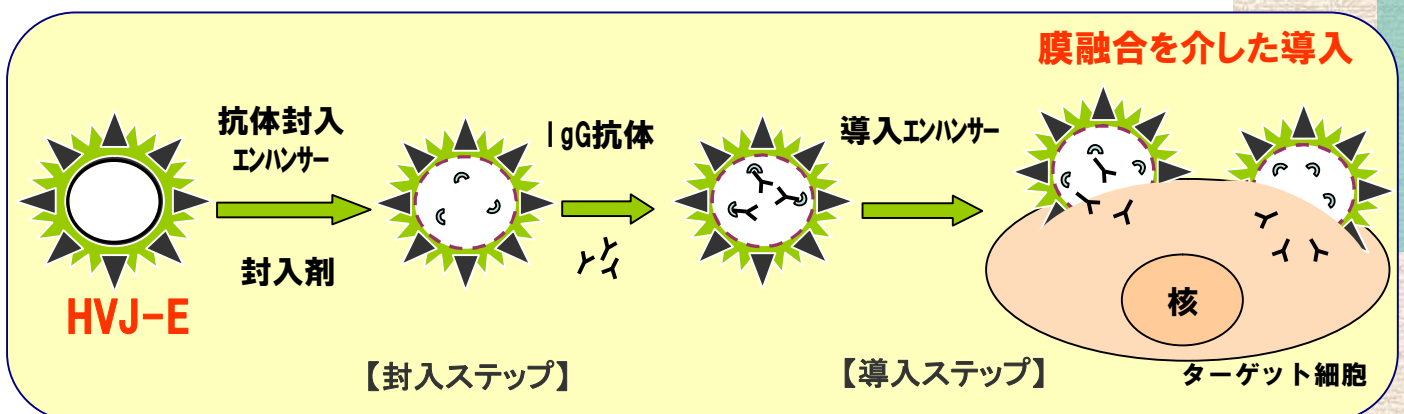 膜融合を介した導入
抗体封入
エンハンサー
IgG抗体
導入エンハンサー
封入剤
HVJ-E
核
【封入ステップ】
【導入ステップ】
ターゲット細胞